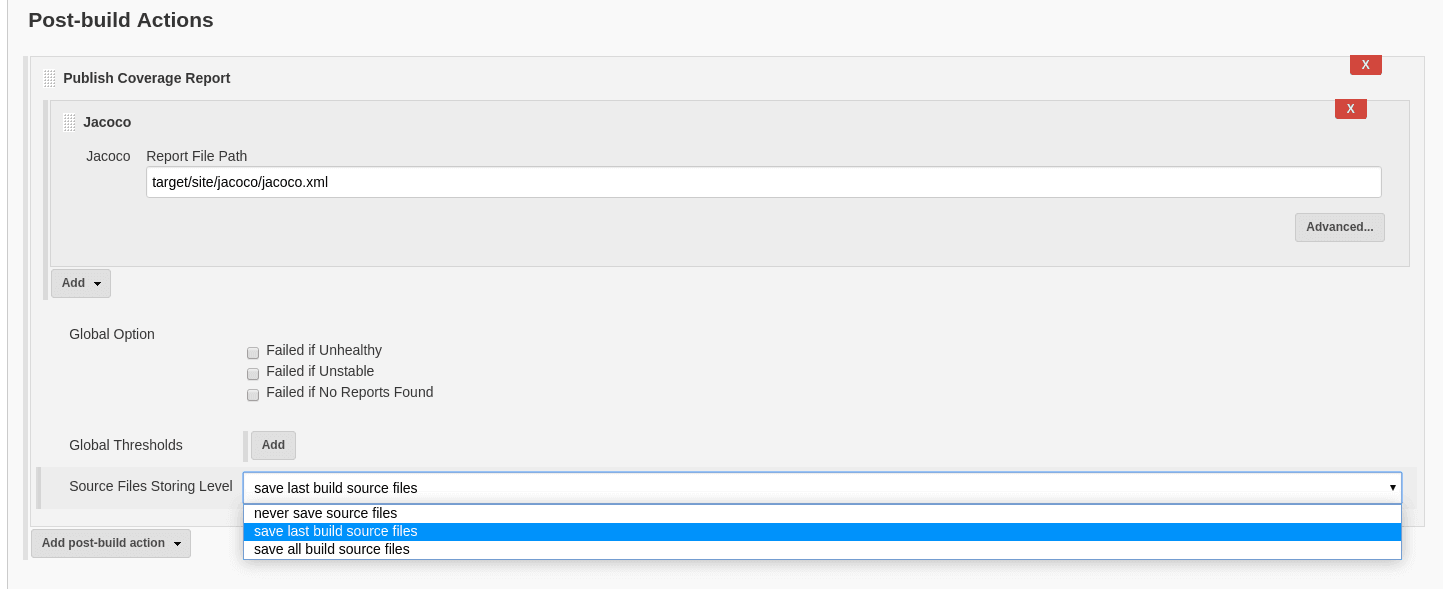 Post-build Actions
X
Publish Coverage Report
X
Jacoco
Jacoco Report File Path
target/site/jacoco/jacoco.xml
Advanced...
Add
Global Option
Failed if Unhealthy
Failed if Unstable
Failed if No Reports Found
Global Thresholds Add
Source Files Storing Level save last build source files
never save source files
save last build source files
save all build source files
Add post-build action